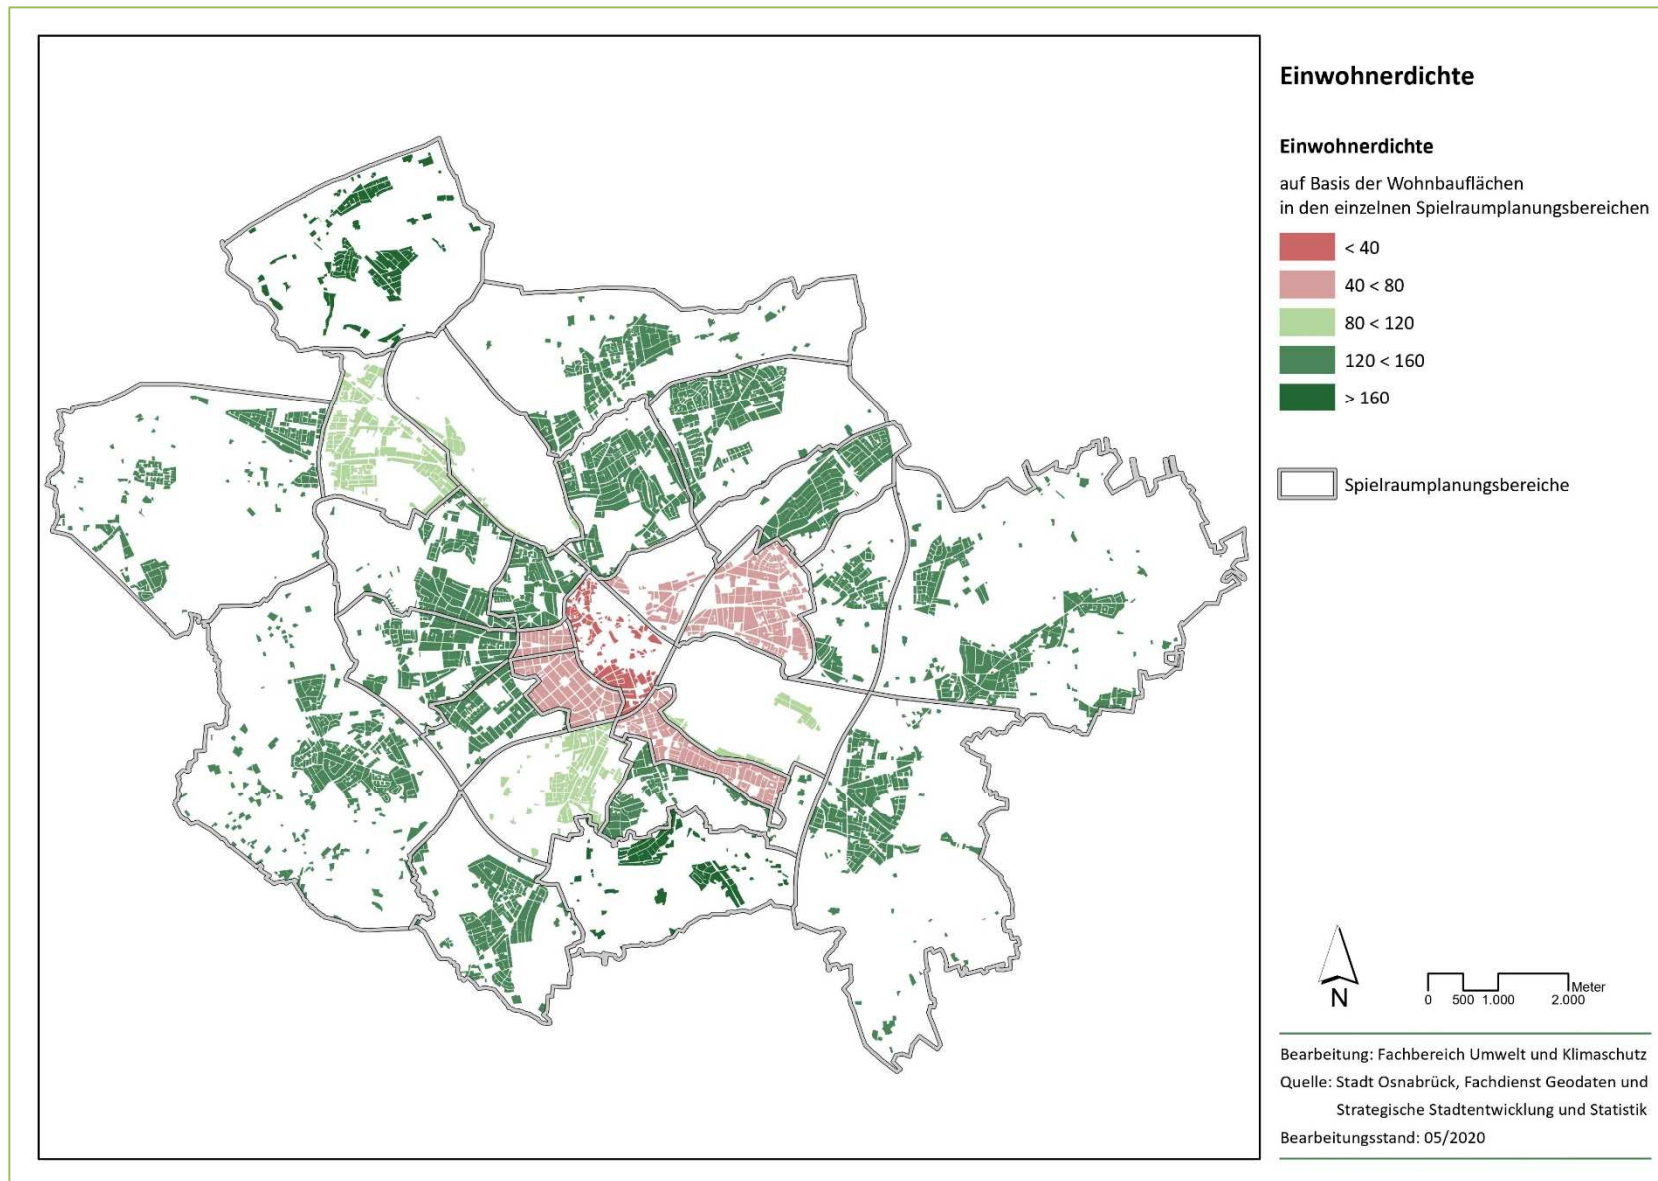 Einwohnerdichte
Einwohnerdichte
auf Basis der Wohnbauflächen
in den einzelnen Spielraumplanungsbereichen
< 40
40 < 80
80 < 120
120 < 160
> 160
Spielraumplanungsbereiche
N
0 500 1.000 2.000 Meter
Bearbeitung: Fachbereich Umwelt und Klimaschutz
Quelle: Stadt Osnabrück, Fachdienst Geodaten und
Strategische Stadtentwicklung und Statistik
Bearbeitungsstand: 05/2020